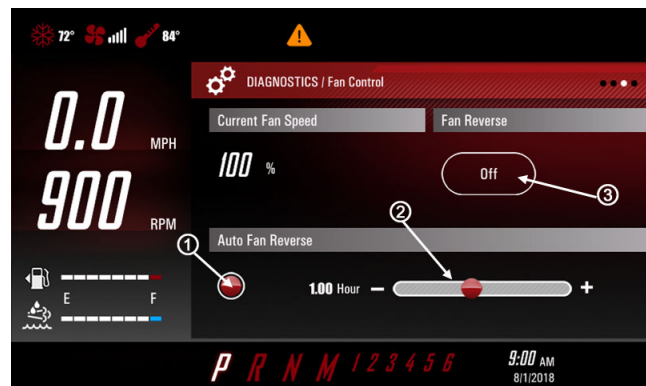 72° 84°
DIAGNOSTICS / Fan Control
0.0 MPH
900 RPM
Current Fan Speed
Fan Reverse
100 %
Off
3
2
Auto Fan Reverse
1
1.00 Hour − +
E F
P R N M 1 2 3 4 5 6
9:00 AM
8/1/2018